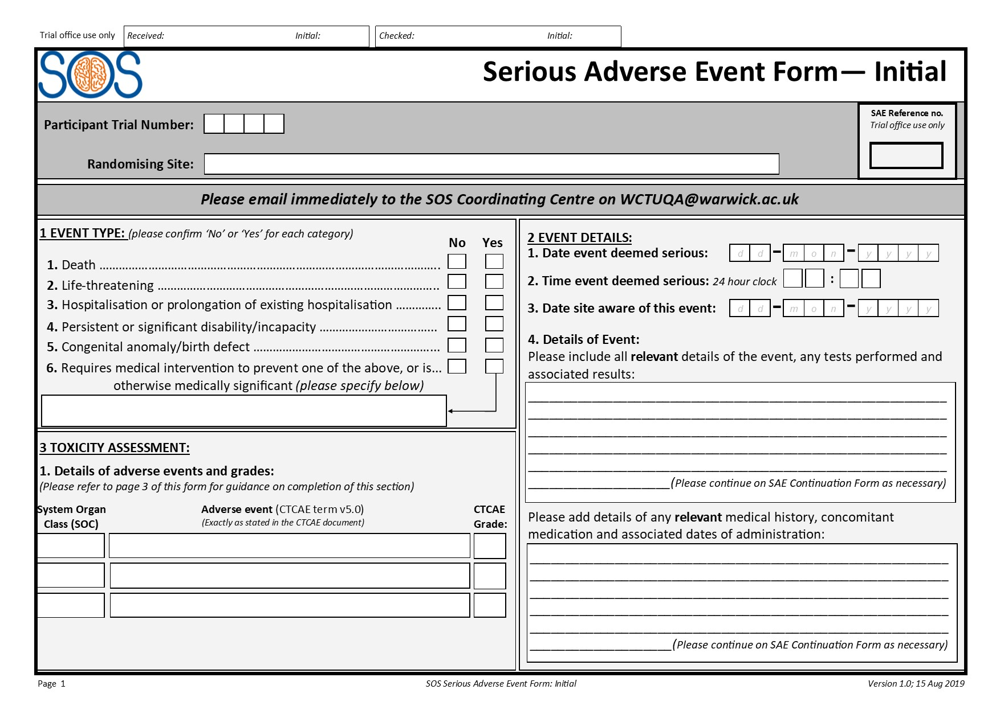 Trial office use only
Received: Initial:
Checked: Initial:
SOS
Serious Adverse Event Form— Initial
Participant Trial Number:
SAE Reference no.
Trial office use only
Randomising Site:
Please email immediately to the SOS Coordinating Centre on WCTUQA@warwick.ac.uk
1 EVENT TYPE: (please confirm ‘No’ or ‘Yes’ for each category)
No Yes
1. Death ……………………………………………………………………………
2. Life-threatening ………………………………………………………………
3. Hospitalisation or prolongation of existing hospitalisation …………
4. Persistent or significant disability/incapacity …………………………
5. Congenital anomaly/birth defect …………………………………………
6. Requires medical intervention to prevent one of the above, or is…
otherwise medically significant (please specify below)
2 EVENT DETAILS:
1. Date event deemed serious: d d – m o n – y y y y
2. Time event deemed serious: 24 hour clock :
3. Date site aware of this event: d d – m o n – y y y y
4. Details of Event:
Please include all relevant details of the event, any tests performed and
associated results:
(Please continue on SAE Continuation Form as necessary)
Please add details of any relevant medical history, concomitant
medication and associated dates of administration:
(Please continue on SAE Continuation Form as necessary)
3 TOXICITY ASSESSMENT:
1. Details of adverse events and grades:
(Please refer to page 3 of this form for guidance on completion of this section)
System Organ
Class (SOC)
Adverse event (CTCAE term v5.0)
(Exactly as stated in the CTCAE document)
CTCAE
Grade:
Page 1
SOS Serious Adverse Event Form: Initial
Version 1.0; 15 Aug 2019